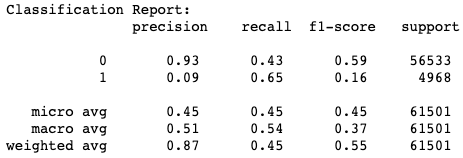 Classification Report:
precision recall f1-score support
0 0.93 0.43 0.59 56533
1 0.09 0.65 0.16 4968
micro avg 0.45 0.45 0.45 61501
macro avg 0.51 0.54 0.37 61501
weighted avg 0.87 0.45 0.55 61501